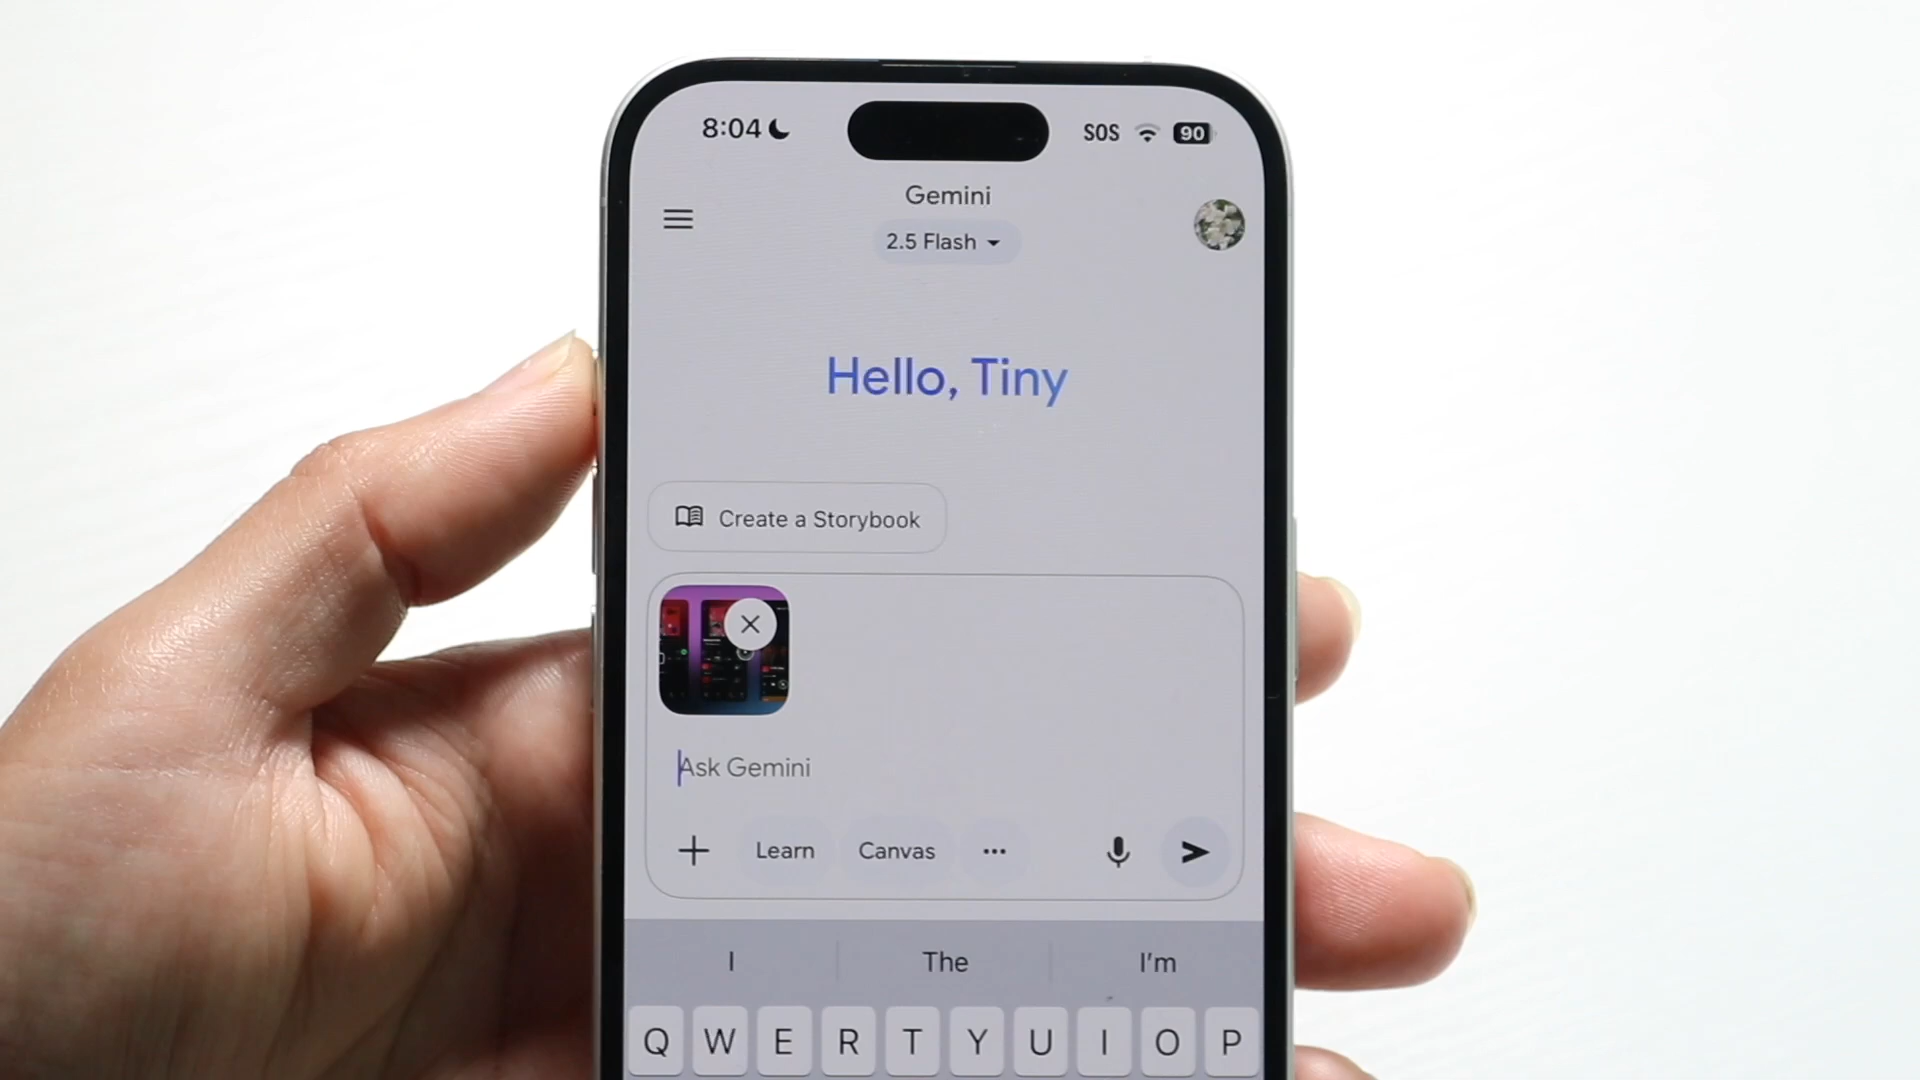 8:04
SOS
90
Gemini
2.5 Flash
Hello, Tiny
Create a Storybook
Ask Gemini
Learn
Canvas
I
The
I'm
Q W E R T Y U I O P